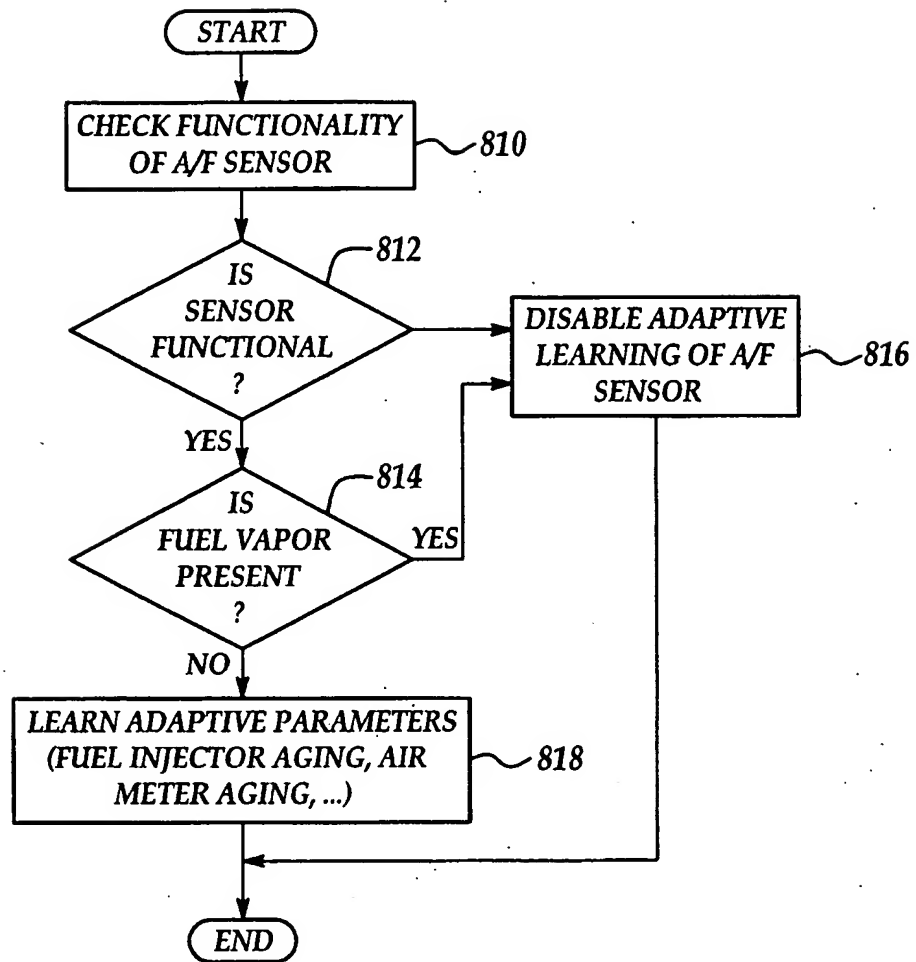 START
CHECK FUNCTIONALITY
OF A/F SENSOR
810
812
IS
SENSOR
FUNCTIONAL
?
DISABLE ADAPTIVE
LEARNING OF A/F
SENSOR
816
YES
814
IS
FUEL VAPOR
PRESENT
?
YES
NO
LEARN ADAPTIVE PARAMETERS
(FUEL INJECTOR AGING, AIR
METER AGING, ...)
818
END